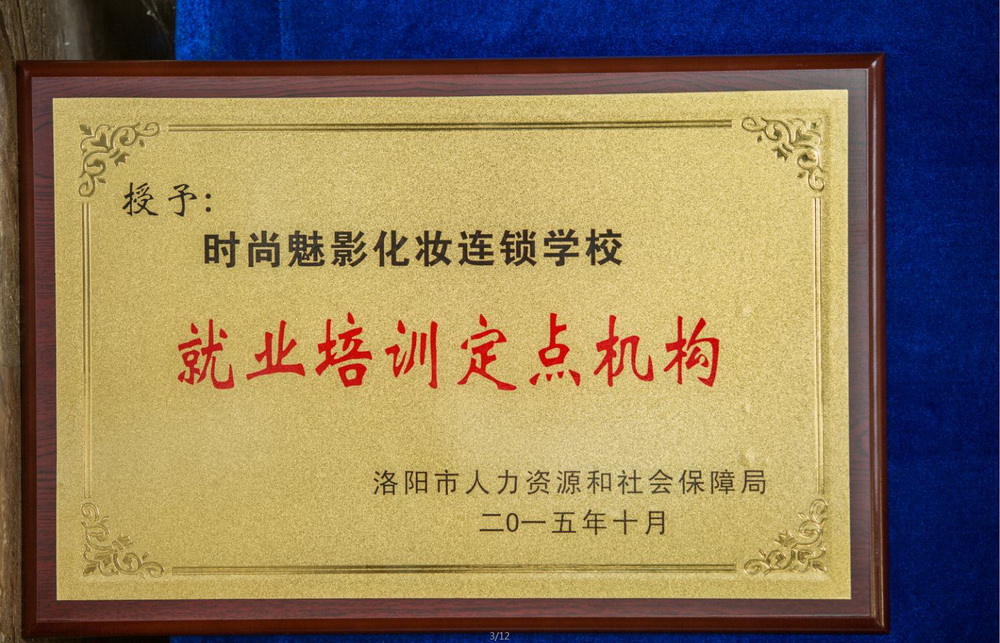 授予:
时尚魅影化妆连锁学校
就业培训定点机构
洛阳市人力资源和社会保障局
二0一五年十月
3/12